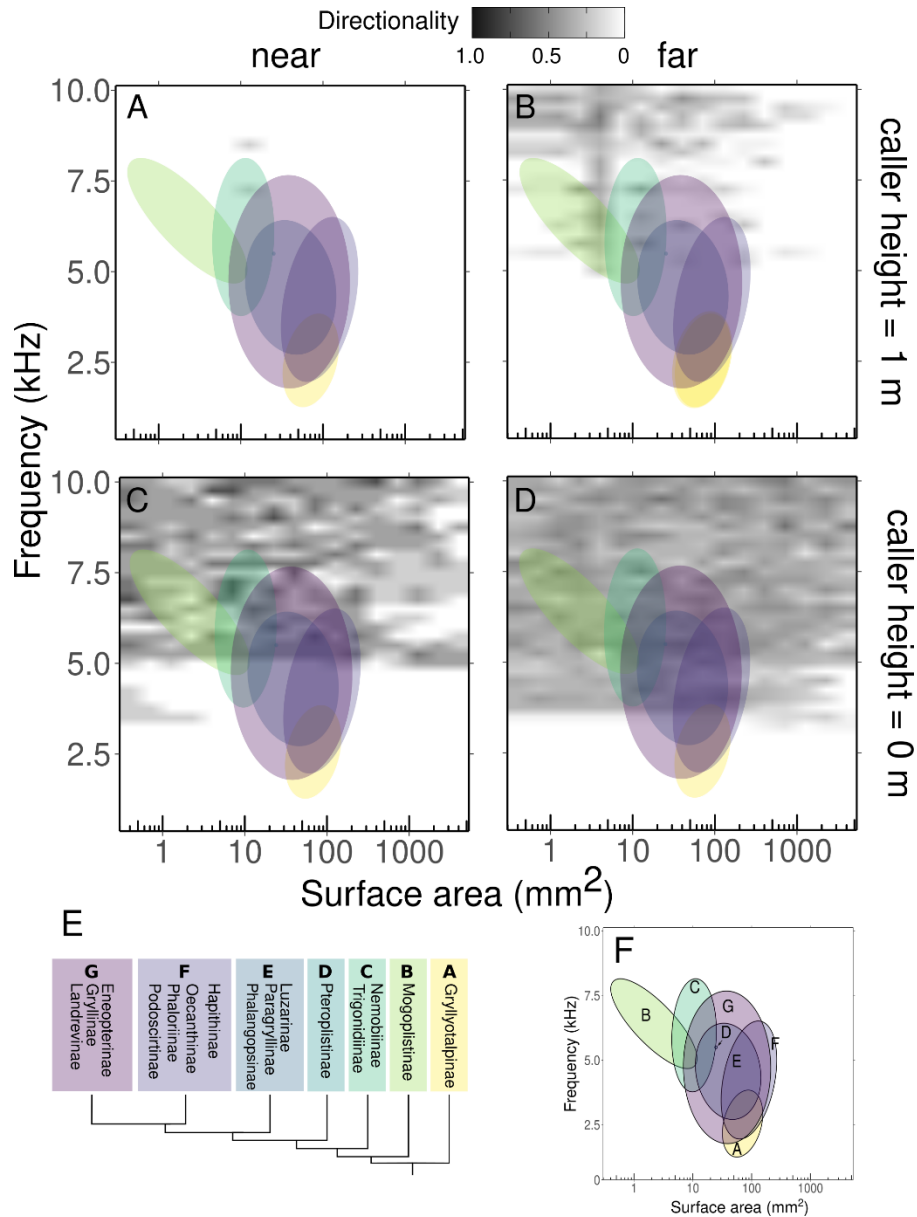 Directionality
1.0 0.5 0
near far
A
B
10.0
7.5
5.0
2.5
caller height = 1 m
Frequency (kHz)
C
D
10.0
7.5
5.0
2.5
caller height = 0 m
1 10 100 1000 1 10 100 1000
Surface area (mm²)
E
G
Eneopterinae
Gryllinae
Landrevinae
F
Hapithinae
Oecanthinae
Phaloriinae
Podoscirtinae
E
Luzarinae
Paragryllinae
Phalangopsinae
D
Pteroplistinae
C
Nemobiinae
Trigonidiinae
B
Mogoplistinae
A
Gryllyotalpinae
F
10.0
7.5
5.0
2.5
0
Frequency (kHz)
B
C
G
D
E
F
A
1 10 100 1000
Surface area (mm²)